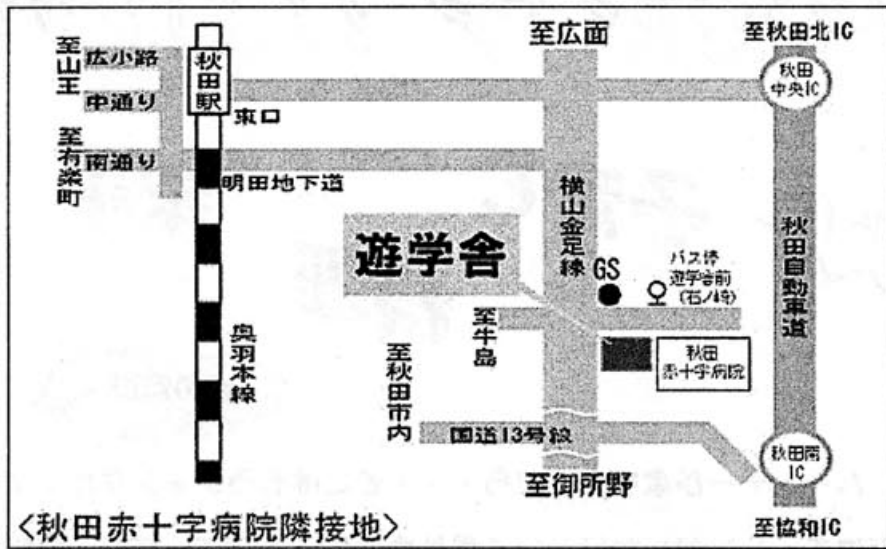 至広面
至秋田北IC
至山王
広小路
秋田駅
秋田
中央IC
中通り
東口
至有楽町
南通り
明田地下道
横山金足線
秋田自動車道
遊学舎
GS
バス停
遊学舎前
(石ノ崎)
至牛島
奥羽本線
至秋田市内
秋田
赤十字病院
国道13号線
秋田南
IC
至御所野
至協和IC
<秋田赤十字病院隣接地>